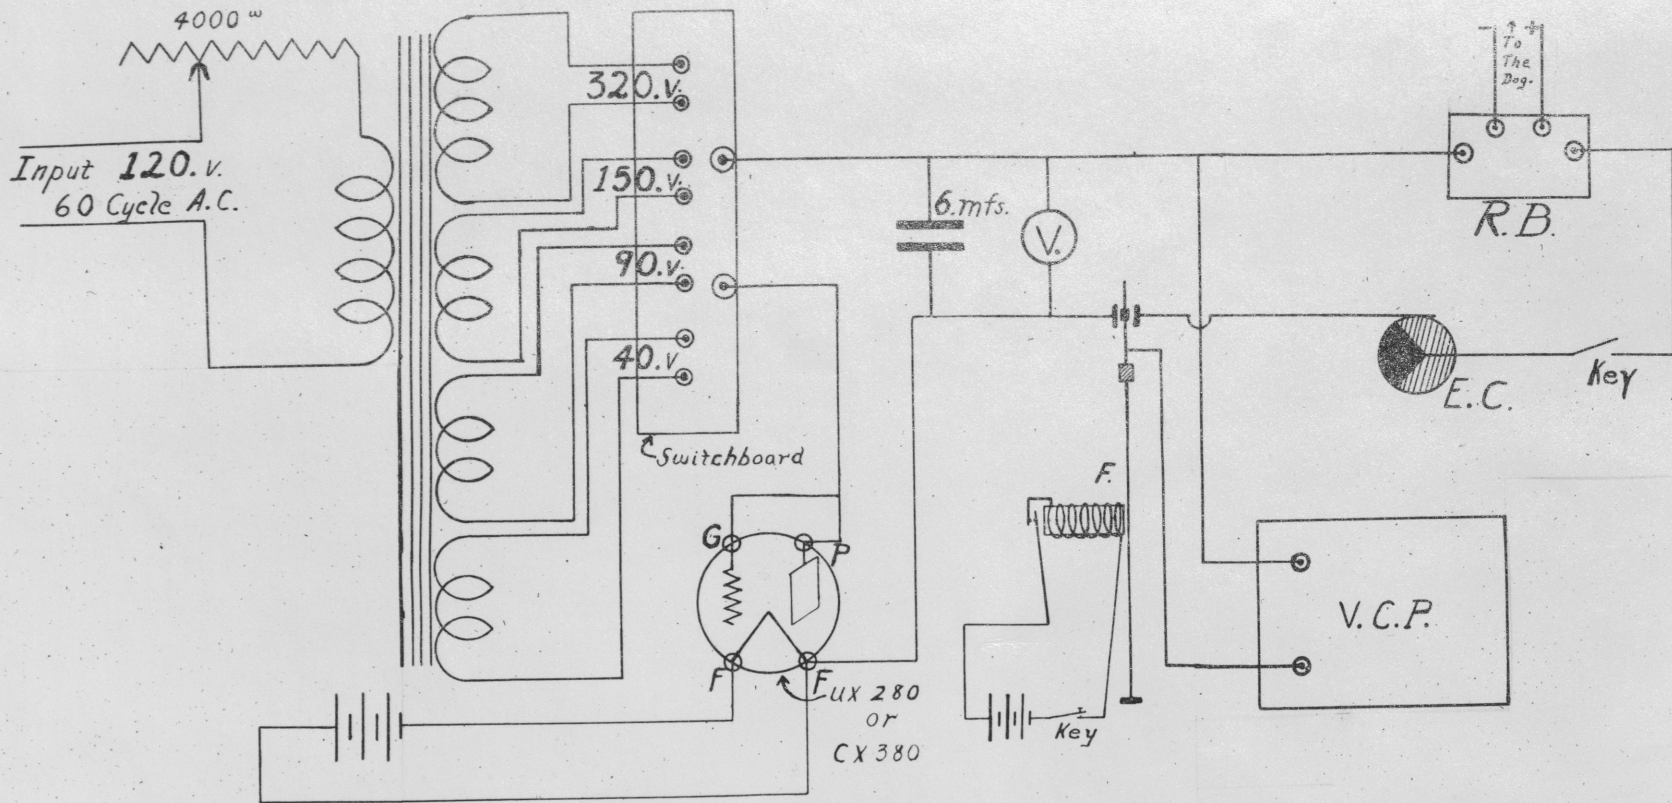 4000 ω
Input 120. v.
60 Cycle A.C.
320. v.
150. v.
90. v.
40. v.
Switchboard
6. mfs.
V.
- ↑ +
To
The
Dog.
R.B.
E.C.
Key
F.
V.C.P.
G
P
F
F
UX 280
or
CX 380
Key